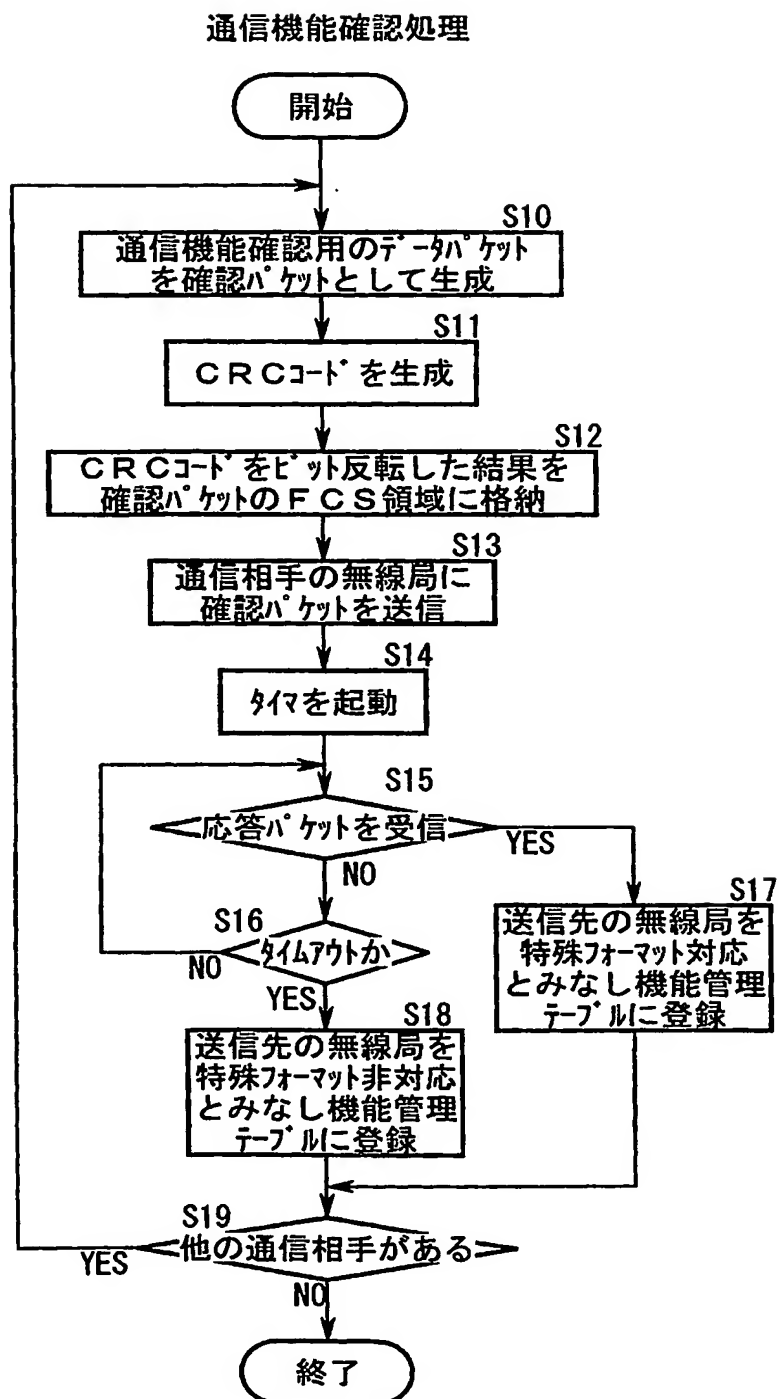 通信機能確認処理
開始
S10
通信機能確認用のﾃﾞｰﾀﾊﾟｹｯﾄ
を確認ﾊﾟｹｯﾄとして生成
S11
ＣＲＣｺｰﾄﾞを生成
S12
ＣＲＣｺｰﾄﾞをﾋﾞｯﾄ反転した結果を
確認ﾊﾟｹｯﾄのＦＣＳ領域に格納
S13
通信相手の無線局に
確認ﾊﾟｹｯﾄを送信
S14
ﾀｲﾏを起動
S15
応答ﾊﾟｹｯﾄを受信
YES
NO
S16
ﾀｲﾑｱｳﾄか
NO
YES
S17
送信先の無線局を
特殊ﾌｫｰﾏｯﾄ対応
とみなし機能管理
ﾃｰﾌﾞﾙに登録
S18
送信先の無線局を
特殊ﾌｫｰﾏｯﾄ非対応
とみなし機能管理
ﾃｰﾌﾞﾙに登録
S19
他の通信相手がある
YES
NO
終了